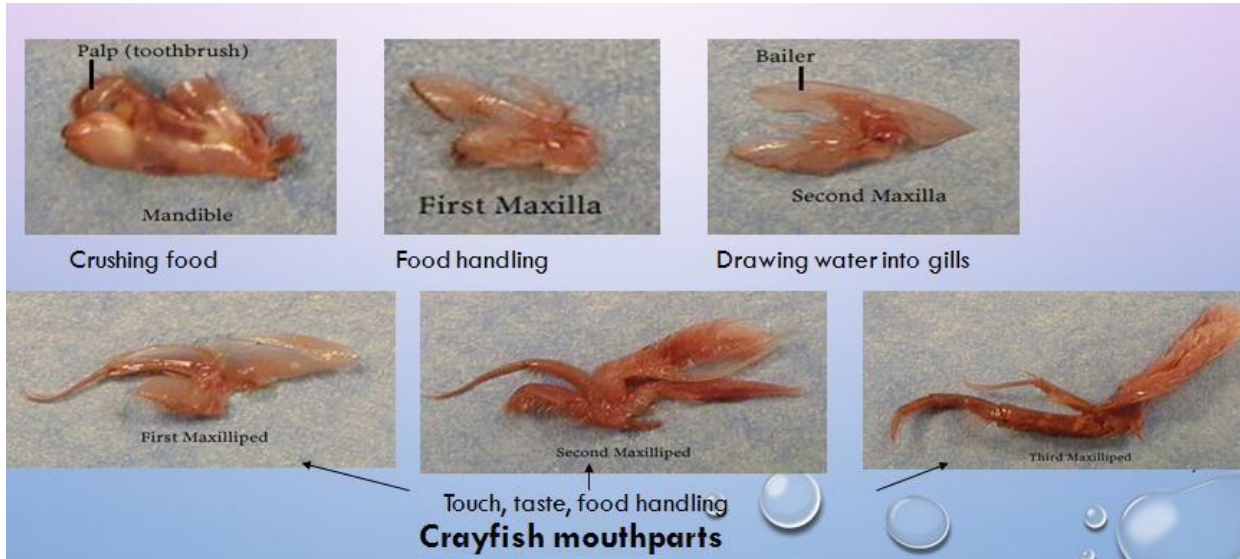 Palp (toothbrush)
Mandible
First Maxilla
Bailer
Second Maxilla
Crushing food
Food handling
Drawing water into gills
First Maxilliped
Second Maxilliped
Third Maxilliped
Touch, taste, food handling
Crayfish mouthparts